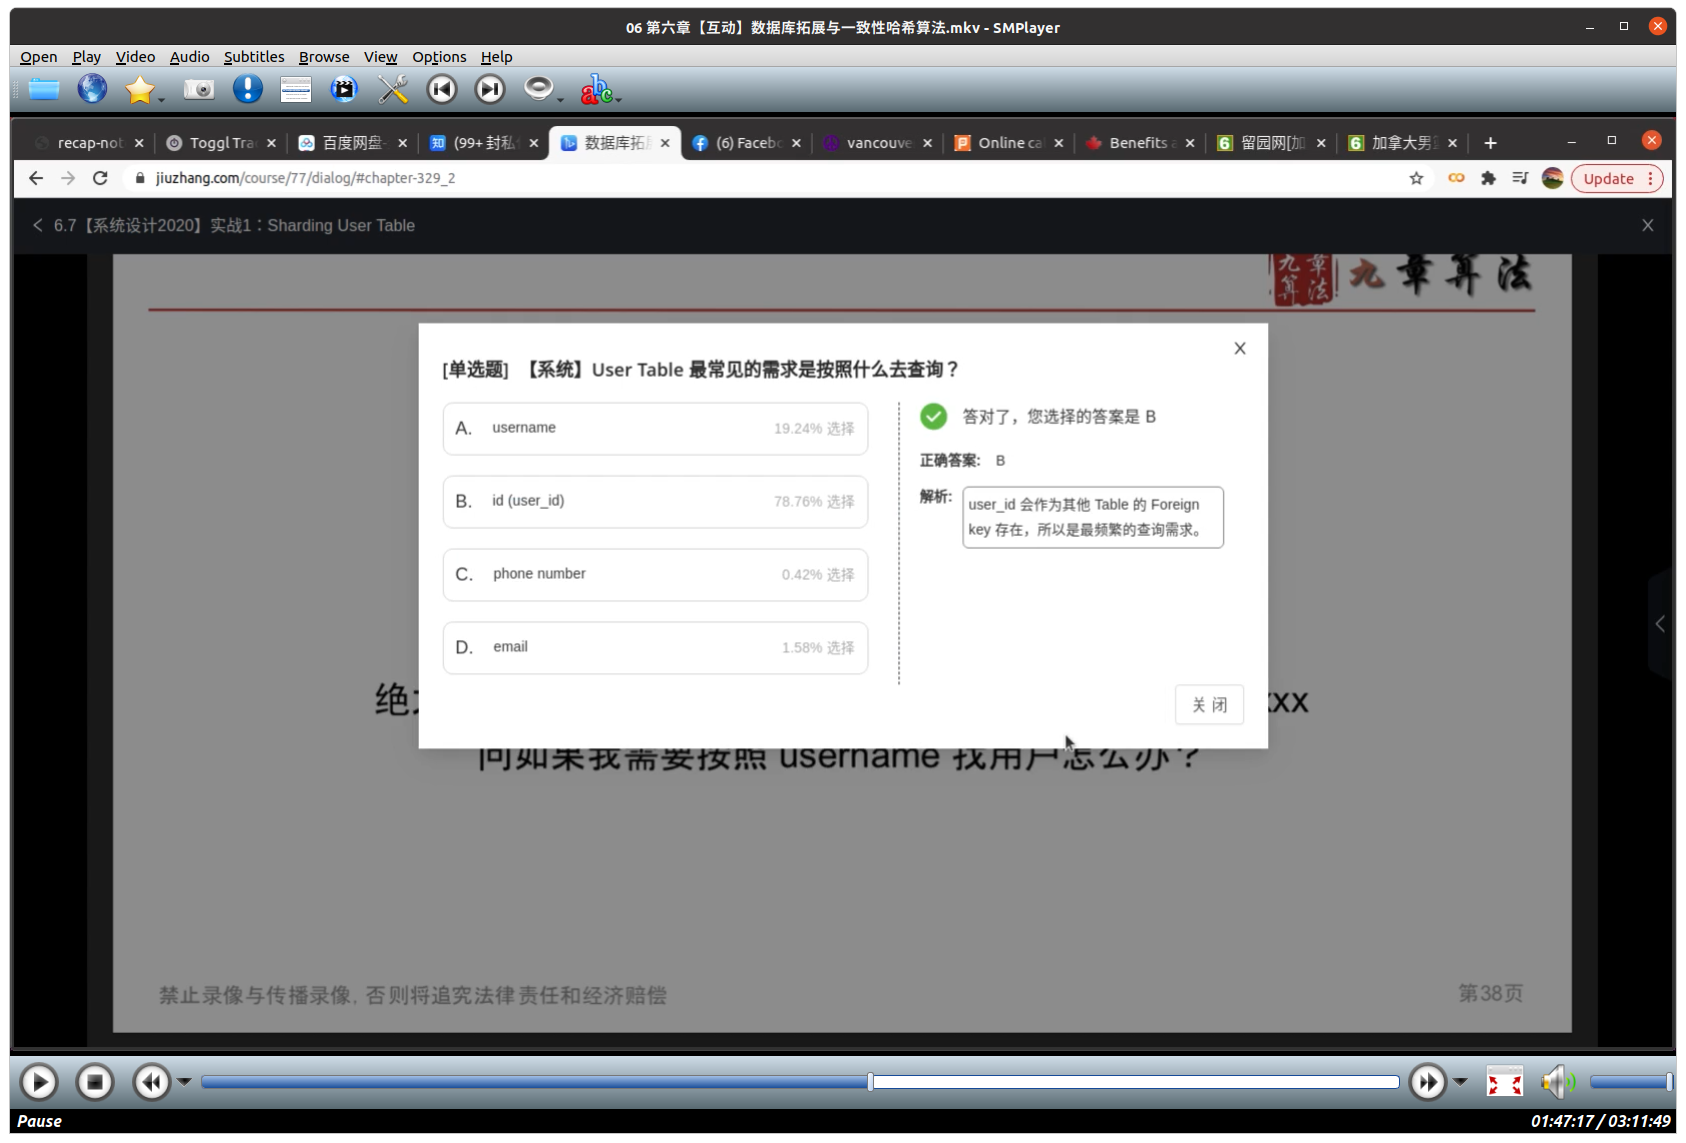 06 第六章【互动】数据库拓展与一致性哈希算法.mkv - SMPlayer
Open Play Video Audio Subtitles Browse View Options Help
recap-not Toggl Tra 百度网盘- (99+ 封私 数据库拓 (6) Facebo vancouve Online ca Benefits 留园网[加 加拿大男
jiuzhang.com/course/77/dialog/#chapter-329_2 Update
6.7【系统设计2020】实战1：Sharding User Table
九章算法 九章算法
[单选题] 【系统】User Table 最常见的需求是按照什么去查询？
A. username 19.24% 选择
B. id (user_id) 78.76% 选择
C. phone number 0.42% 选择
D. email 1.58% 选择
答对了，您选择的答案是 B
正确答案: B
解析: user_id 会作为其他 Table 的 Foreign
key 存在，所以是最频繁的查询需求。
关 闭
绝 xx
问如果我需要按照 username 找用户怎么办？
禁止录像与传播录像, 否则将追究法律责任和经济赔偿
第38页
Pause
01:47:17 / 03:11:49